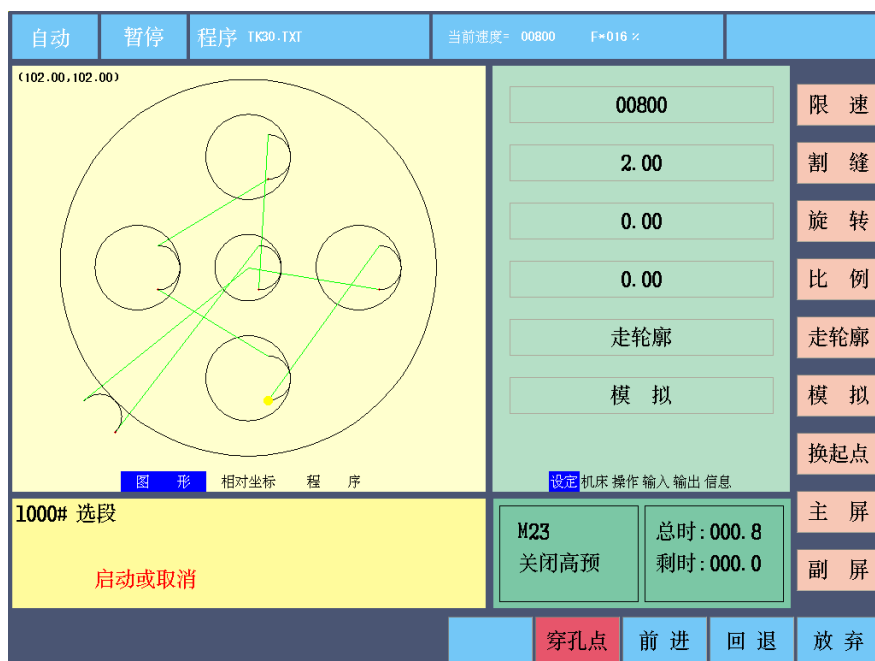 自动 暂停 程序 TK30.TXT 当前速度= 00800 F*016 %
(102.00,102.00)
00800 限 速
2.00 割 缝
0.00 旋 转
0.00 比 例
走轮廓 走轮廓
模 拟 模 拟
换起点
图 形 相对坐标 程 序 设定 机床 操作 输入 输出 信息
1000# 选段 主 屏
M23 总时:000.8
关闭高预 剩时:000.0
启动或取消 副 屏
穿孔点 前 进 回 退 放 弃